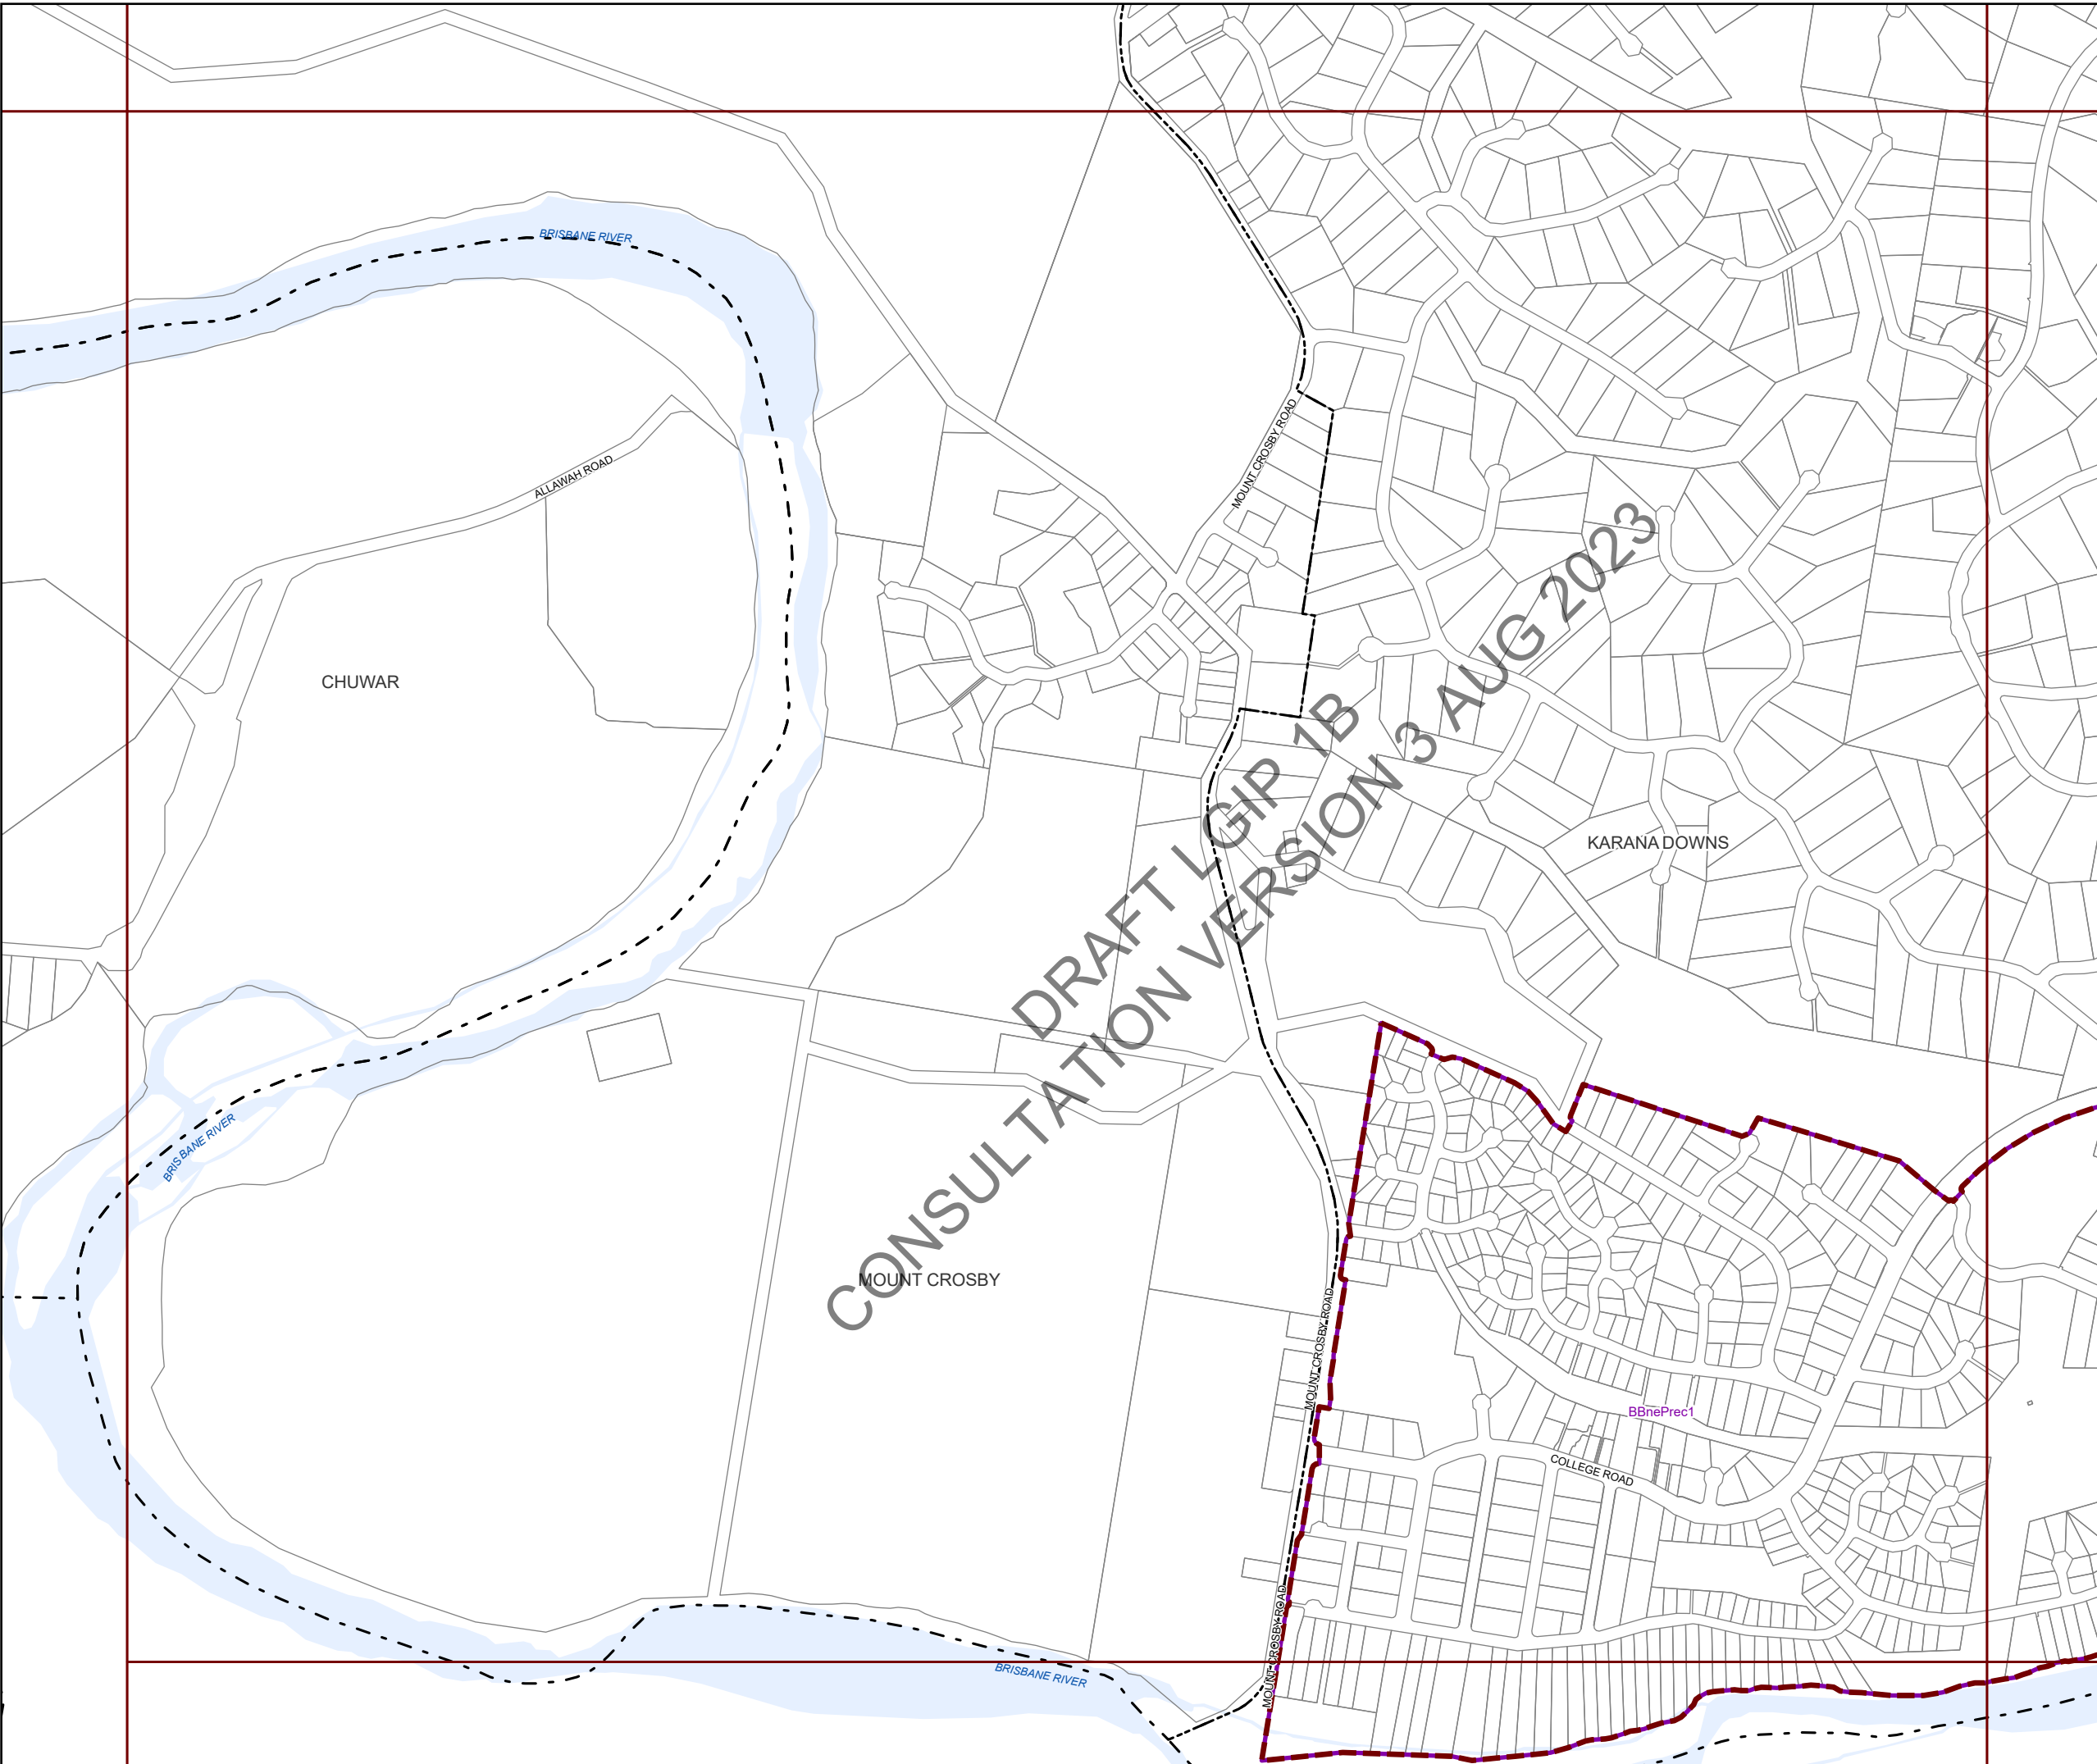 BRISBANE RIVER
MOUNT CROSBY ROAD
ALLAWAH ROAD
CHUWAR
KARANA DOWNS
DRAFT LGIP 1B
CONSULTATION VERSION 3 AUG 2023
BRISBANE RIVER
MOUNT CROSBY
MOUNT CROSBY ROAD
BBnePrec1
COLLEGE ROAD
MOUNT CROSBY ROAD
BRISBANE RIVER